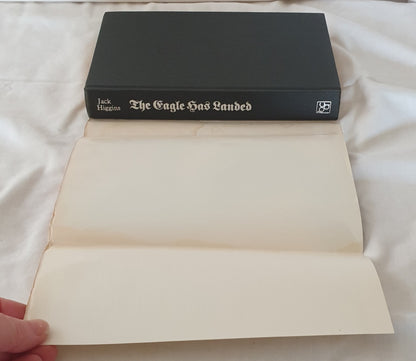 Jack
Higgins
The Eagle Has Landed